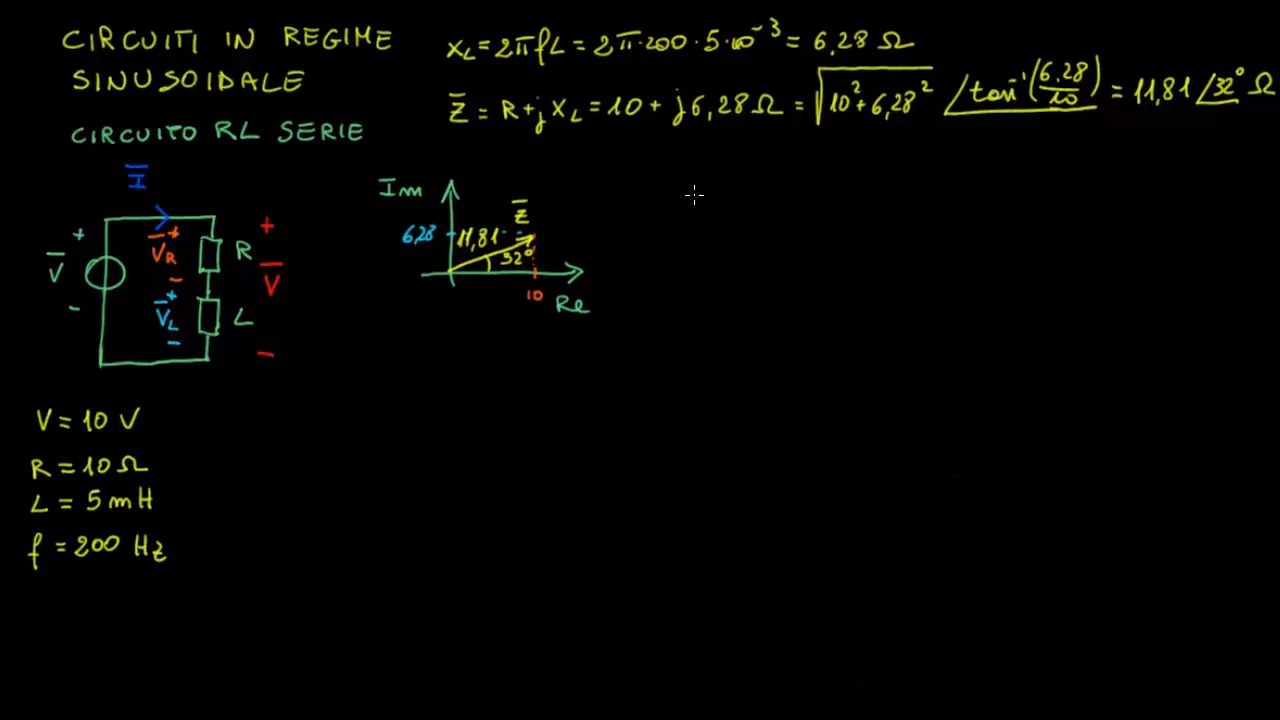 CIRCUITI IN REGIME
SINUSOIDALE
CIRCUITO RL SERIE
X_L = 2πfL = 2π·200·5·10⁻³ = 6,28 Ω
Z̅ = R + jX_L = 10 + j6,28 Ω = √(10² + 6,28²) /tan⁻¹(6,28/10) = 11,81 /32° Ω
I̅
+
V̅
-
+
V̅_R
-
+
V̅_L
-
R
L
+
V̅
-
Im
6,28
11,81
Z̅
32°
10
Re
V = 10 V
R = 10 Ω
L = 5 mH
f = 200 Hz